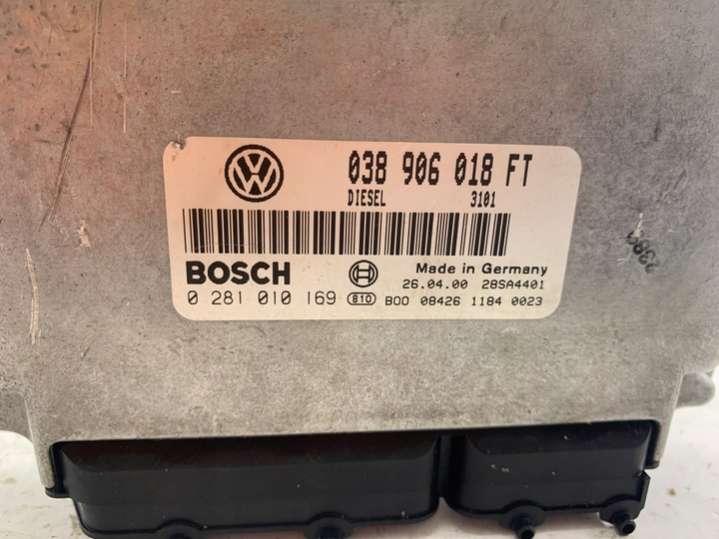 038 906 018 FT
DIESEL 3101
BOSCH Made in Germany
26.04.00 28SA4401
0 281 010 169 810 B00 08426 1184 0023